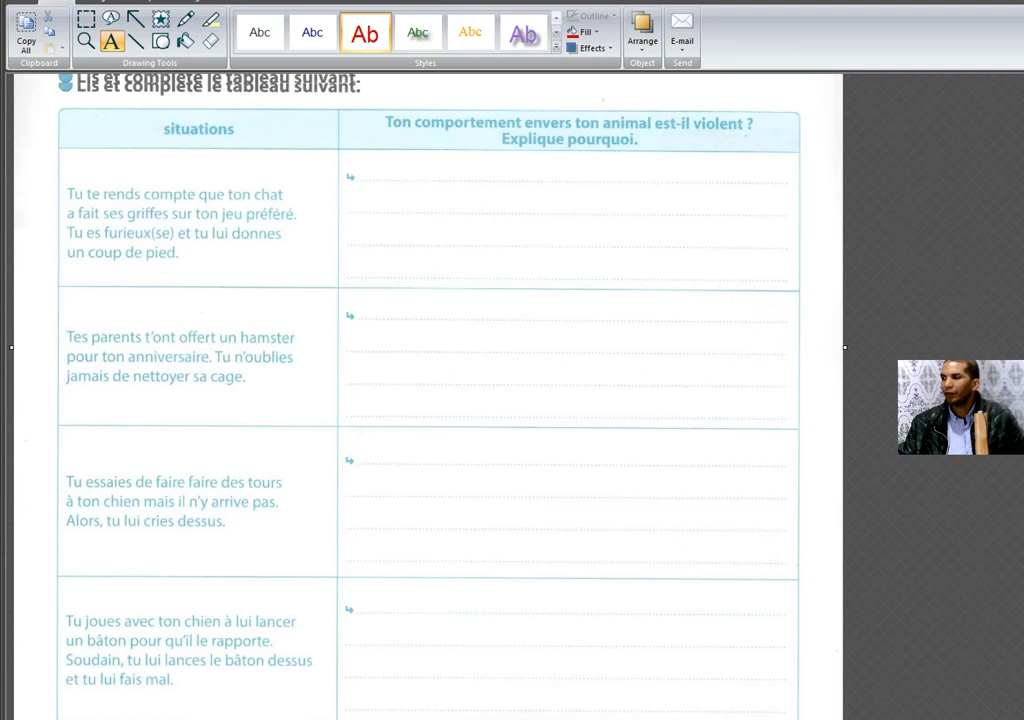 Copy
All
Clipboard
Drawing Tools
Abc
Abc
Ab
Abc
Abc
Ab
Styles
Outline
Fill
Effects
Arrange
Object
E-mail
Send
Lis et complète le tableau suivant:
situations
Ton comportement envers ton animal est-il violent ?
Explique pourquoi.
Tu te rends compte que ton chat
a fait ses griffes sur ton jeu préféré.
Tu es furieux(se) et tu lui donnes
un coup de pied.
Tes parents t'ont offert un hamster
pour ton anniversaire. Tu n'oublies
jamais de nettoyer sa cage.
Tu essaies de faire faire des tours
à ton chien mais il n'y arrive pas.
Alors, tu lui cries dessus.
Tu joues avec ton chien à lui lancer
un bâton pour qu'il le rapporte.
Soudain, tu lui lances le bâton dessus
et tu lui fais mal.